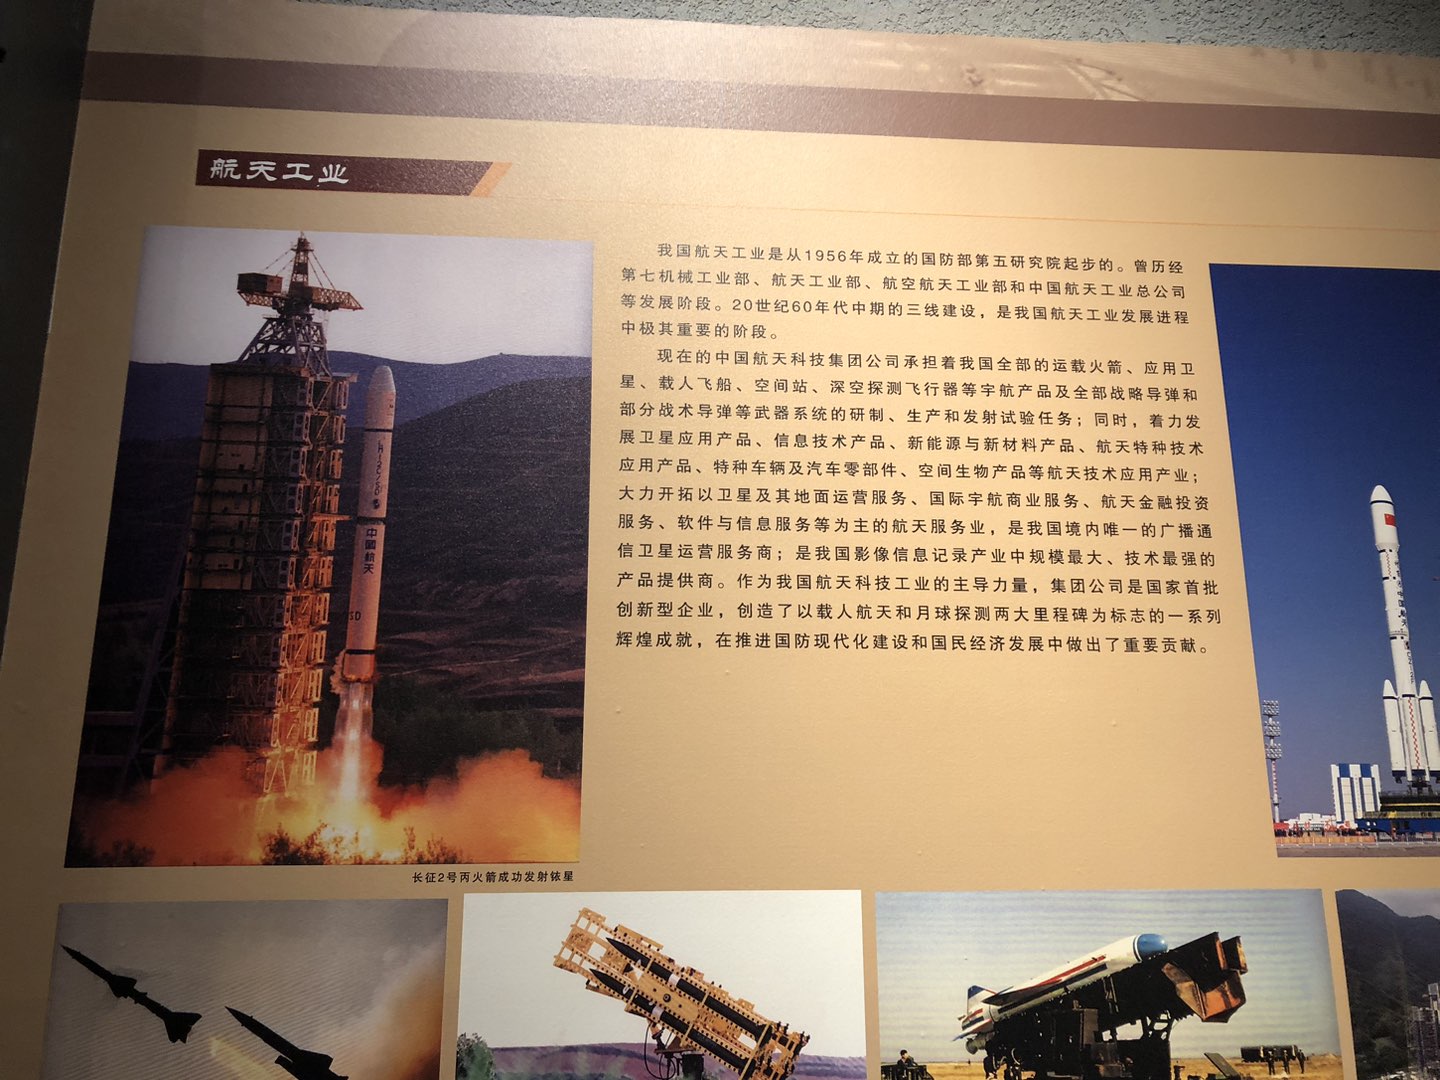 航天工业
我国航天工业是从1956年成立的国防部第五研究院起步的。曾历经
第七机械工业部、航天工业部、航空航天工业部和中国航天工业总公司
等发展阶段。20世纪60年代中期的三线建设，是我国航天工业发展进程
中极其重要的阶段。
现在的中国航天科技集团公司承担着我国全部的运载火箭、应用卫
星、载人飞船、空间站、深空探测飞行器等宇航产品及全部战略导弹和
部分战术导弹等武器系统的研制、生产和发射试验任务；同时，着力发
展卫星应用产品、信息技术产品、新能源与新材料产品、航天特种技术
应用产品、特种车辆及汽车零部件、空间生物产品等航天技术应用产业；
大力开拓以卫星及其地面运营服务、国际宇航商业服务、航天金融投资
服务、软件与信息服务等为主的航天服务业，是我国境内唯一的广播通
信卫星运营服务商；是我国影像信息记录产业中规模最大、技术最强的
产品提供商。作为我国航天科技工业的主导力量，集团公司是国家首批
创新型企业，创造了以载人航天和月球探测两大里程碑为标志的一系列
辉煌成就，在推进国防现代化建设和国民经济发展中做出了重要贡献。
中國航天
中国航天
长征2号丙火箭成功发射铱星